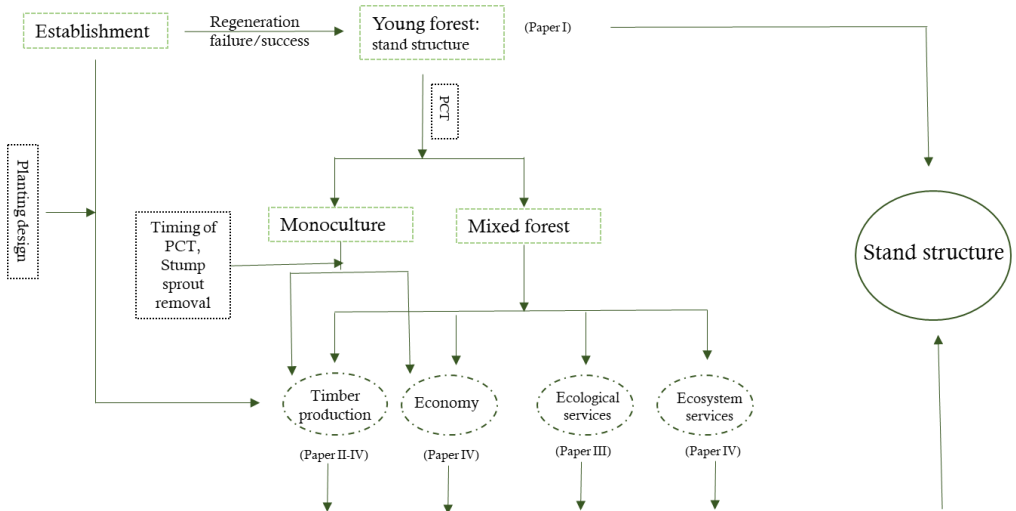 Establishment
Regeneration
failure/success
Young forest:
stand structure
(Paper I)
PCT
Planting design
Timing of
PCT,
Stump
sprout
removal
Monoculture
Mixed forest
Stand structure
Timber
production
Economy
Ecological
services
Ecosystem
services
(Paper II-IV)
(Paper IV)
(Paper III)
(Paper IV)